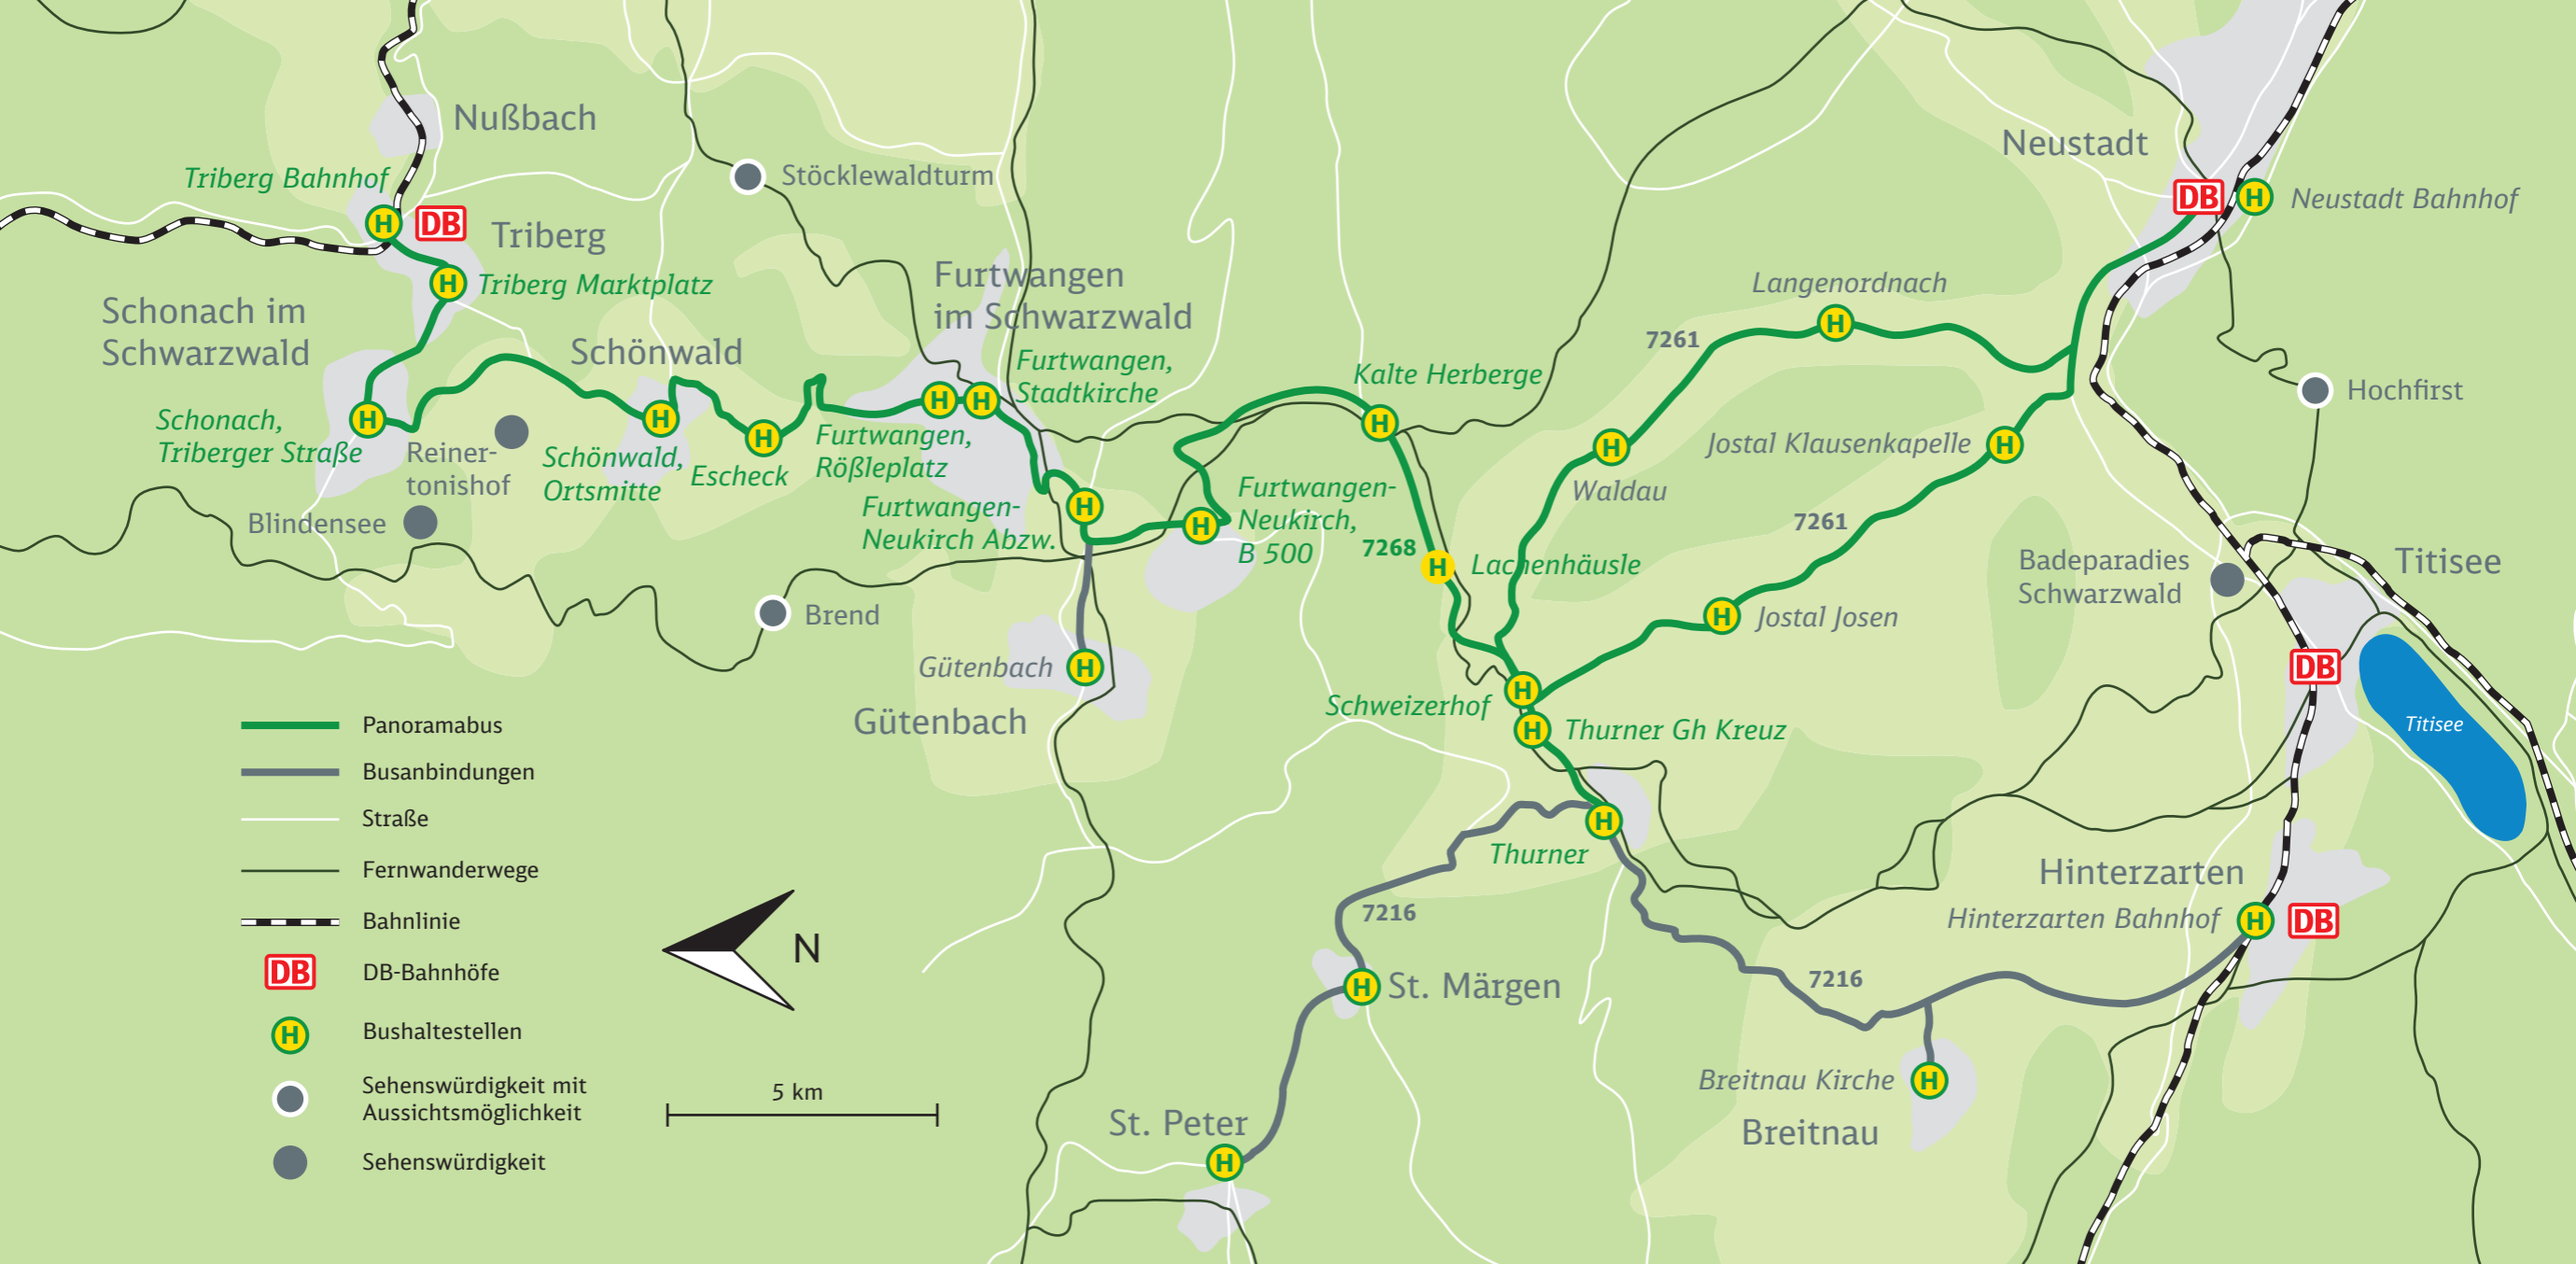 Nußbach
Triberg Bahnhof
DB
Triberg
H
H
Triberg Marktplatz
Stöcklewaldturm
Schonach im
Schwarzwald
Schönwald
Furtwangen
im Schwarzwald
Furtwangen,
Stadtkirche
H
Schonach,
Triberger Straße
Reiner-
tonishof
H
Schönwald,
Ortsmitte
H
Escheck
H
H
Furtwangen,
Rößleplatz
Blindensee
Furtwangen-
Neukirch Abzw.
H
H
Furtwangen-
Neukirch,
B 500
Brend
Gütenbach
H
Gütenbach
Kalte Herberge
H
7268
H
Lachenhäusle
Neustadt
DB
H
Neustadt Bahnhof
Langenordnach
H
7261
H
Waldau
Jostal Klausenkapelle
H
7261
Hochfirst
Badeparadies
Schwarzwald
Titisee
H
Jostal Josen
DB
Titisee
Schweizerhof
H
H
Thurner Gh Kreuz
H
Thurner
7216
H
St. Märgen
St. Peter
H
7216
Hinterzarten
Hinterzarten Bahnhof
H
DB
Breitnau Kirche
H
Breitnau
Panoramabus
Busanbindungen
Straße
Fernwanderwege
Bahnlinie
DB
DB-Bahnhöfe
H
Bushaltestellen
Sehenswürdigkeit mit
Aussichtsmöglichkeit
Sehenswürdigkeit
N
5 km